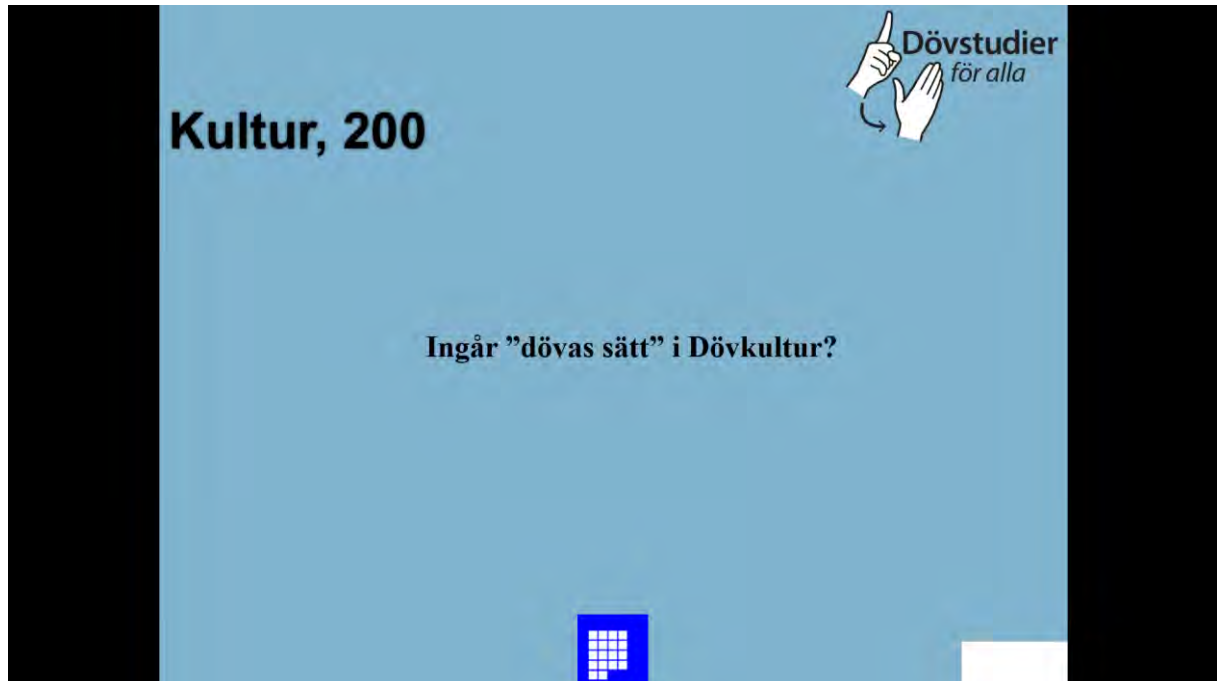 Dövstudier
för alla
Kultur, 200
Ingår ”dövas sätt” i Dövkultur?